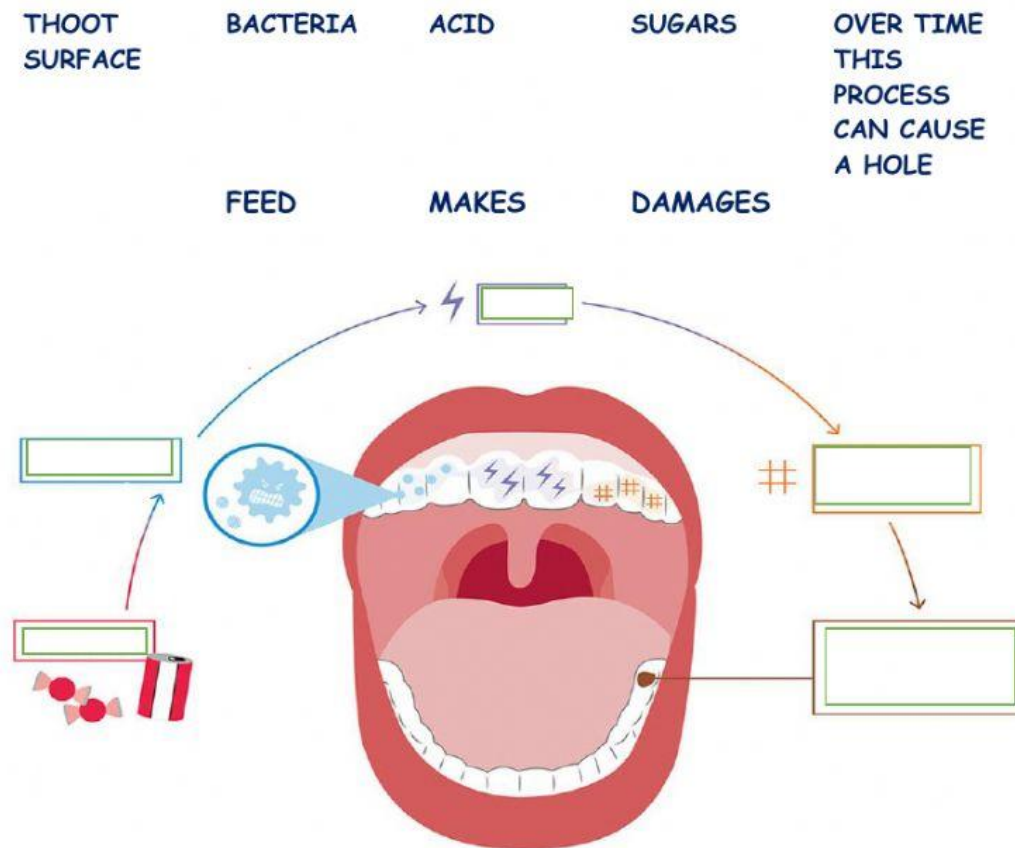 THOOT
SURFACE
BACTERIA
ACID
SUGARS
OVER TIME
THIS
PROCESS
CAN CAUSE
A HOLE
FEED
MAKES
DAMAGES